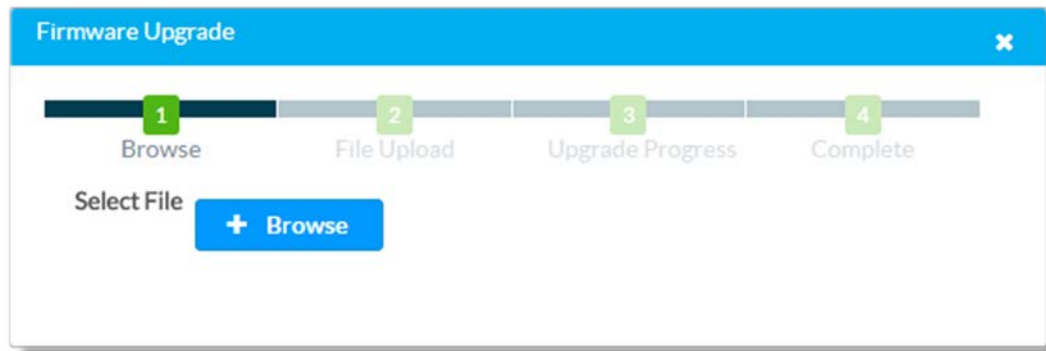 Firmware Upgrade
1 2 3 4
Browse File Upload Upgrade Progress Complete
Select File
+ Browse